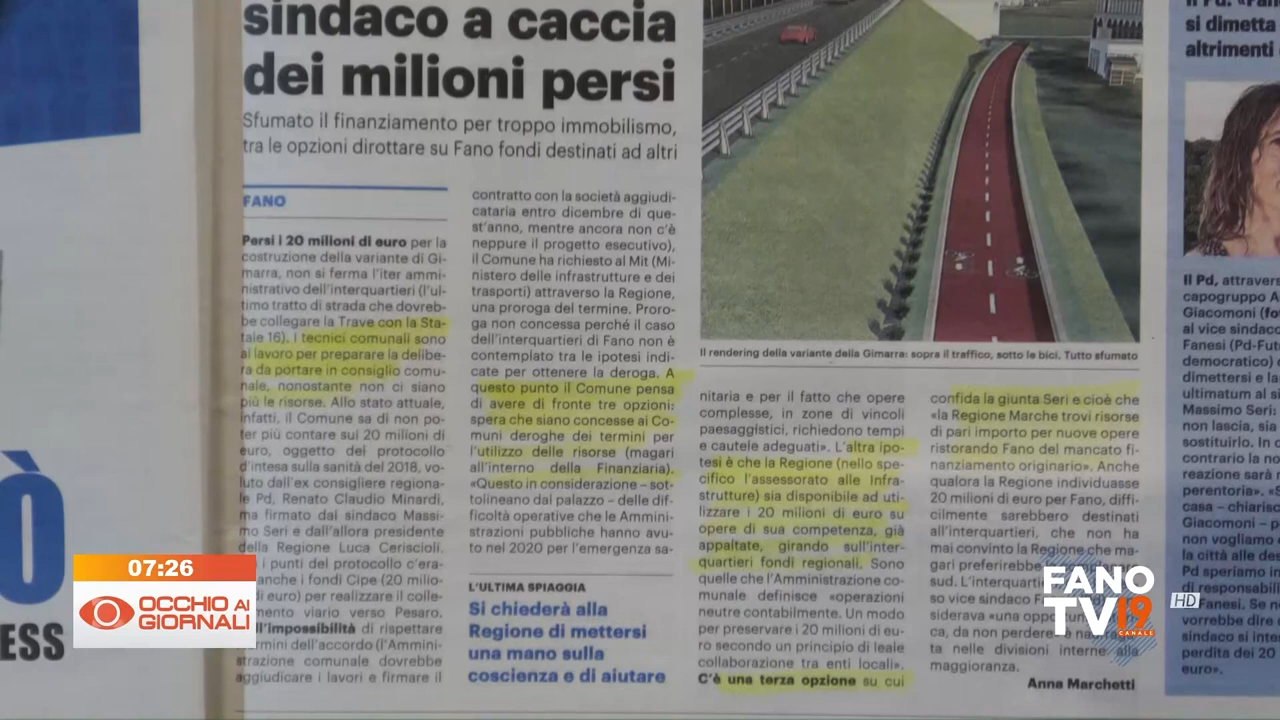 sindaco a caccia
dei milioni persi
Sfumato il finanziamento per troppo immobilismo,
tra le opzioni dirottare su Fano fondi destinati ad altri
FANO
Persi i 20 milioni di euro per la
costruzione della variante di Gi-
marra, non si ferma l'iter ammi-
nistrativo dell'interquartieri (l'ul-
timo tratto di strada che dovreb-
be collegare la Trave con la Sta-
tale 16). I tecnici comunali sono
al lavoro per preparare la delibe-
ra da portare in consiglio comu-
nale, nonostante non ci siano
più le risorse. Allo stato attuale,
infatti, il Comune sa di non po-
ter più contare sui 20 milioni di
euro, oggetto del protocollo
d'intesa sulla sanità del 2018, vo-
luto dall'ex consigliere regiona-
le Pd, Renato Claudio Minardi,
ma firmato dal sindaco Massi-
mo Seri e dall'allora presidente
della Regione Luca Ceriscioli.
i punti del protocollo c'era-
anche i fondi Cipe (20 milio-
di euro) per realizzare il colle-
mento viario verso Pesaro.
l'impossibilità di rispettare
rmini dell'accordo (l'Ammini-
strazione comunale dovrebbe
aggiudicare i lavori e firmare il
contratto con la società aggiudi-
cataria entro dicembre di que-
st'anno, mentre ancora non c'è
neppure il progetto esecutivo),
il Comune ha richiesto al Mit (Mi-
nistero delle infrastrutture e dei
trasporti) attraverso la Regione,
una proroga del termine. Proro-
ga non concessa perché il caso
dell'interquartieri di Fano non è
contemplato tra le ipotesi indi-
cate per ottenere la deroga. A
questo punto il Comune pensa
di avere di fronte tre opzioni:
spera che siano concesse ai Co-
muni deroghe dei termini per
l'utilizzo delle risorse (magari
all'interno della Finanziaria).
«Questo in considerazione – sot-
tolineano dal palazzo – delle dif-
ficoltà operative che le Ammini-
strazioni pubbliche hanno avu-
to nel 2020 per l'emergenza sa-
L'ULTIMA SPIAGGIA
Si chiederà alla
Regione di mettersi
una mano sulla
coscienza e di aiutare
Il rendering della variante della Gimarra: sopra il traffico, sotto le bici. Tutto sfumato
nitaria e per il fatto che opere
complesse, in zone di vincoli
paesaggistici, richiedono tempi
e cautele adeguati». L'altra ipo-
tesi è che la Regione (nello spe-
cifico l'assessorato alle Infra-
strutture) sia disponibile ad uti-
lizzare i 20 milioni di euro su
opere di sua competenza, già
appaltate, girando sull'inter-
quartieri fondi regionali. Sono
quelle che l'Amministrazione co-
munale definisce «operazioni
neutre contabilmente. Un modo
per preservare i 20 milioni di eu-
ro secondo un principio di leale
collaborazione tra enti locali».
C'è una terza opzione su cui
confida la giunta Seri e cioè che
«la Regione Marche trovi risorse
di pari importo per nuove opere
ristorando Fano del mancato fi-
nanziamento originario». Anche
qualora la Regione individuasse
20 milioni di euro per Fano, diffi-
cilmente sarebbero destinati
all'interquartieri, che non ha
mai convinto la Regione che ma-
gari preferirebbe
sud. L'interquarti
so vice sindaco F
siderava «una oppor
ca, da non perdere
ta nelle divisioni interne alla
maggioranza.
Anna Marchetti
Il Pd: «Fan
si dimetta
altrimenti
Il Pd, attravers
capogruppo A
Giacomoni (fo
al vice sindaco
Fanesi (Pd-Futu
democratico) d
dimettersi e la
ultimatum al si
Massimo Seri:
non lascia, sia
sostituirlo. In c
contrario la no
reazione sarà
perentoria». «S
casa – chiarisc
Giacomoni – p
non vogliamo
la città alle des
Pd speriamo in
di responsabil
Fanesi. Se n
vorrebbe dire
sindaco si inte
perdita dei 20
euro».
Ò
ESS
07:26
OCCHIO AI
GIORNALI
FANO
TV 19
CANALE
HD